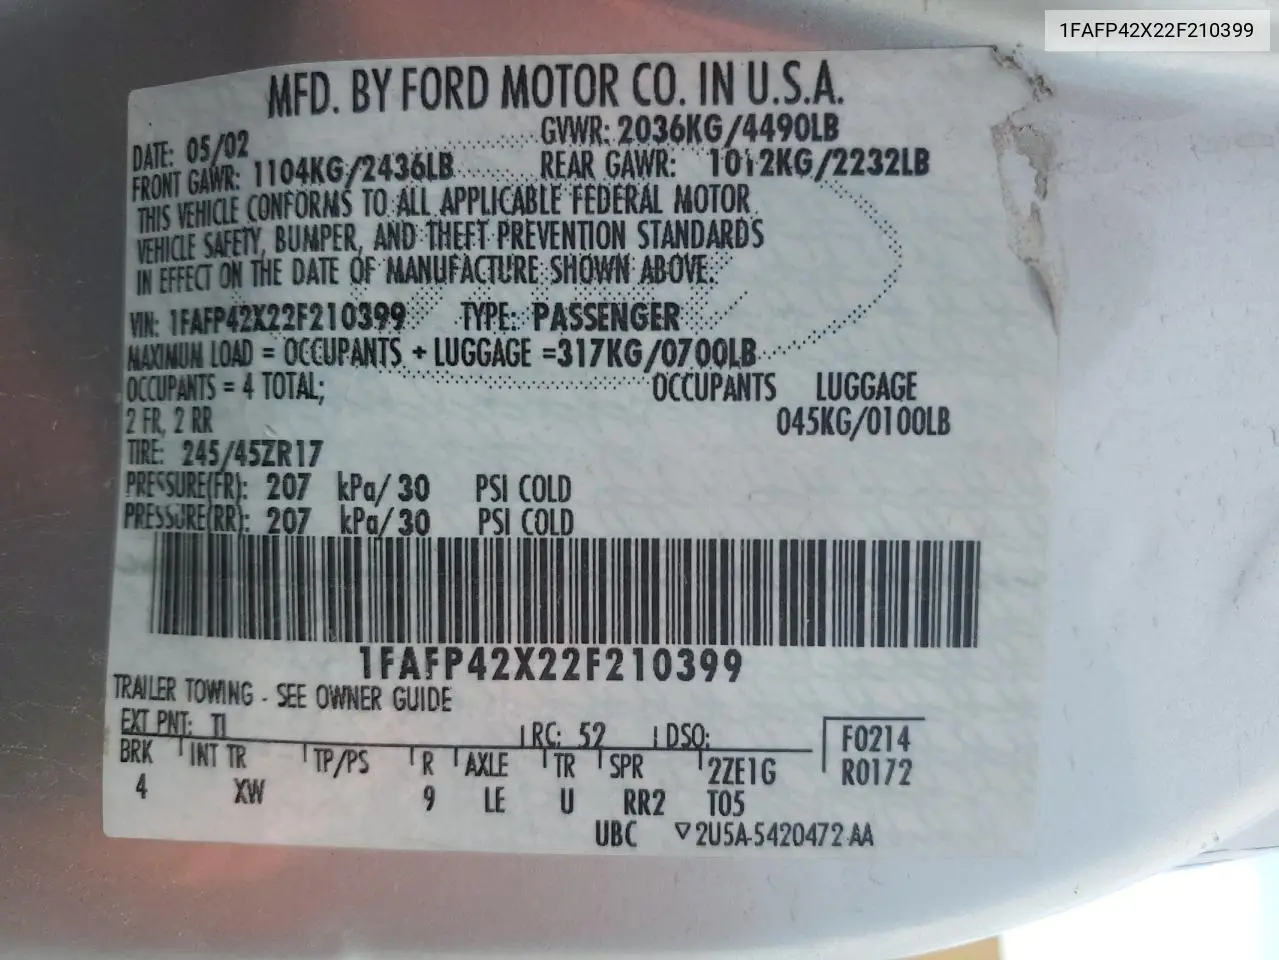 1FAFP42X22F210399
MFD. BY FORD MOTOR CO. IN U.S.A.
DATE: 05/02 GVWR: 2036KG/4490LB
FRONT GAWR: 1104KG/2436LB REAR GAWR: 1012KG/2232LB
THIS VEHICLE CONFORMS TO ALL APPLICABLE FEDERAL MOTOR
VEHICLE SAFETY, BUMPER, AND THEFT PREVENTION STANDARDS
IN EFFECT ON THE DATE OF MANUFACTURE SHOWN ABOVE.
VIN: 1FAFP42X22F210399 TYPE: PASSENGER
MAXIMUM LOAD = OCCUPANTS + LUGGAGE =317KG/0700LB
OCCUPANTS = 4 TOTAL; OCCUPANTS LUGGAGE
2 FR, 2 RR 045KG/0100LB
TIRE: 245/45ZR17
PRESSURE(FR): 207 kPa/ 30 PSI COLD
PRESSURE(RR): 207 kPa/ 30 PSI COLD
1FAFP42X22F210399
TRAILER TOWING - SEE OWNER GUIDE
EXT PNT: TI RC: 52 DSO: F0214
BRK INT TR TP/PS R AXLE TR SPR 2ZE1G R0172
4 XW 9 LE U RR2 T05
UBC ▽2U5A-5420472-AA